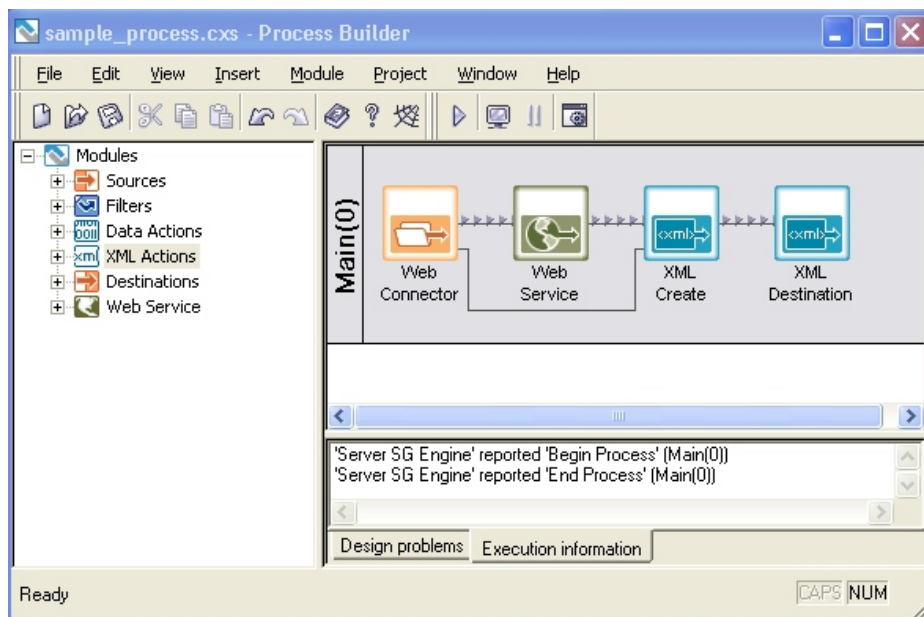 sample_process.cxs - Process Builder
File Edit View Insert Module Project Window Help
Modules
Sources
Filters
Data Actions
XML Actions
Destinations
Web Service
Main(0)
Web Connector
Web Service
<xml>
XML Create
<xml>
XML Destination
'Server SG Engine' reported 'Begin Process' (Main(0))
'Server SG Engine' reported 'End Process' (Main(0))
Design problems Execution information
Ready
CAPS NUM